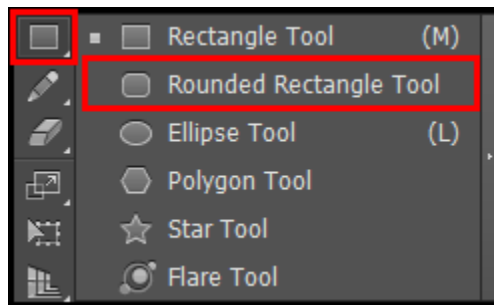 Rectangle Tool (M)
Rounded Rectangle Tool
Ellipse Tool (L)
Polygon Tool
Star Tool
Flare Tool